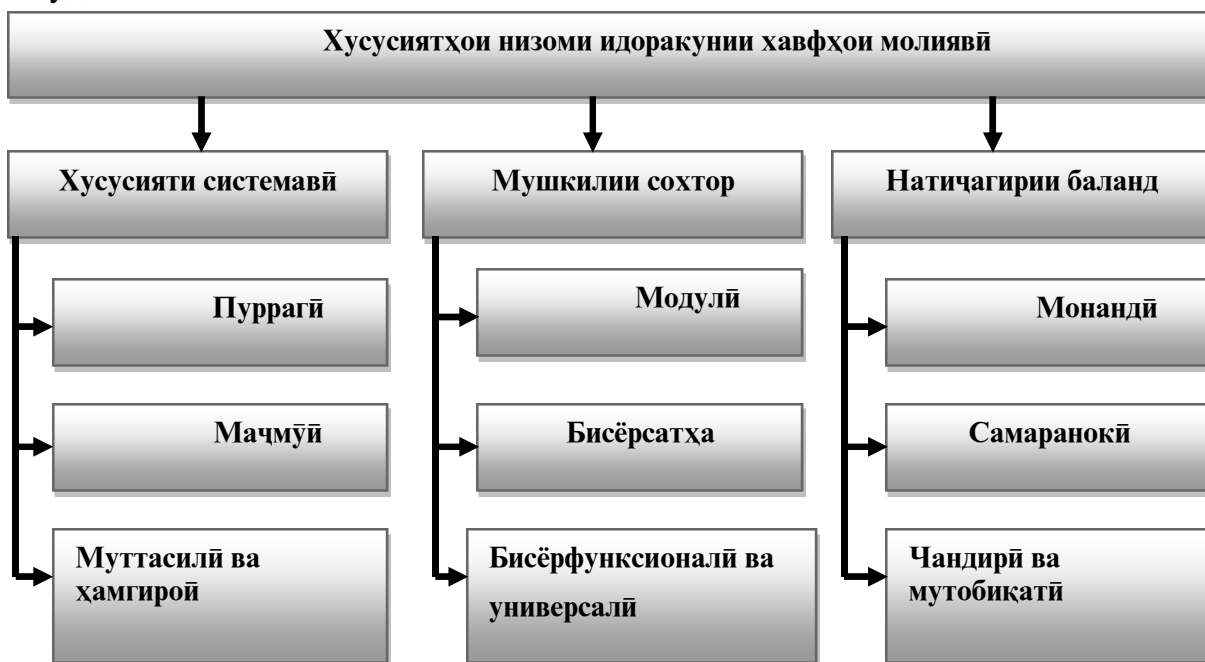 Хусусиятҳои низоми идоракунии хавфҳои молиявӣ
Хусусияти системавӣ
Мушкилии сохтор
Натиҷагирии баланд
Пуррагӣ
Модулӣ
Монандӣ
Маҷмӯӣ
Бисёрсатҳа
Самаранокӣ
Муттасилӣ ва
ҳамгироӣ
Бисёрфунксионалӣ ва
универсалӣ
Чандирӣ ва
мутобиқатӣ